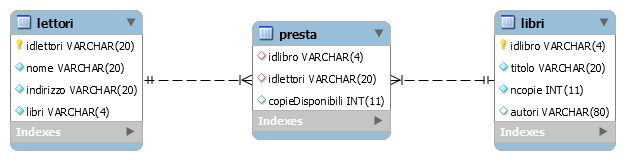 lettori
idlettori VARCHAR(20)
nome VARCHAR(20)
indirizzo VARCHAR(20)
libri VARCHAR(4)
Indexes
presta
idlibro VARCHAR(4)
idlettori VARCHAR(20)
copieDisponibili INT(11)
Indexes
libri
idlibro VARCHAR(4)
titolo VARCHAR(20)
ncopie INT(11)
autori VARCHAR(80)
Indexes